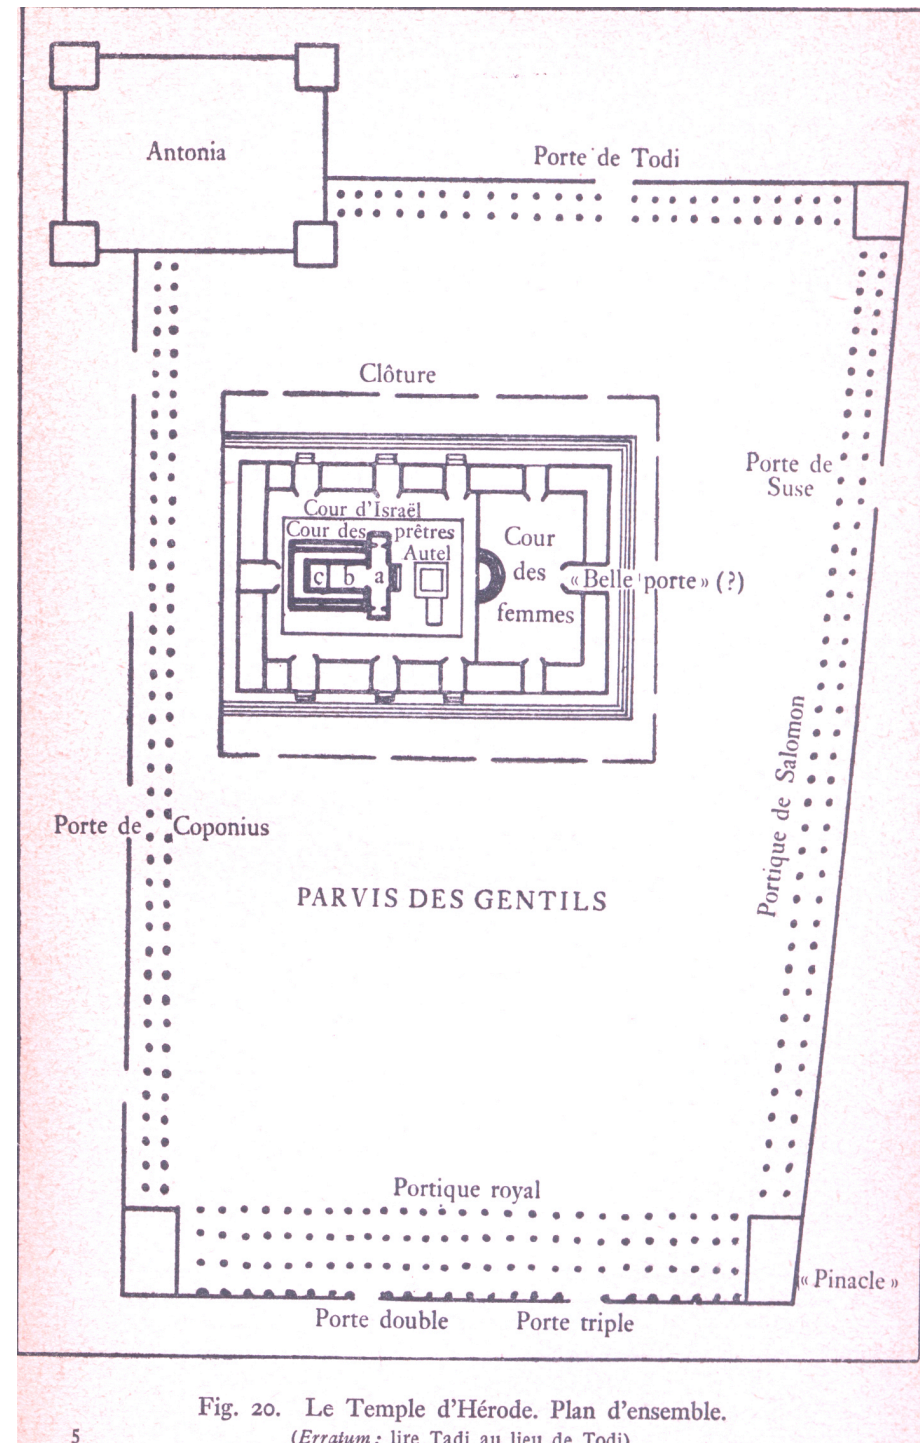 Antonia
Porte de Todi
Clôture
Porte de
Suse
Cour d'Israël
Cour des prêtres
Autel
c b a
Cour
des
femmes
« Belle porte » (?)
Portique de Salomon
Porte de Coponius
PARVIS DES GENTILS
Portique royal
« Pinacle »
Porte double
Porte triple
Fig. 20. Le Temple d'Hérode. Plan d'ensemble.
5
(Erratum : lire Tadi au lieu de Todi)